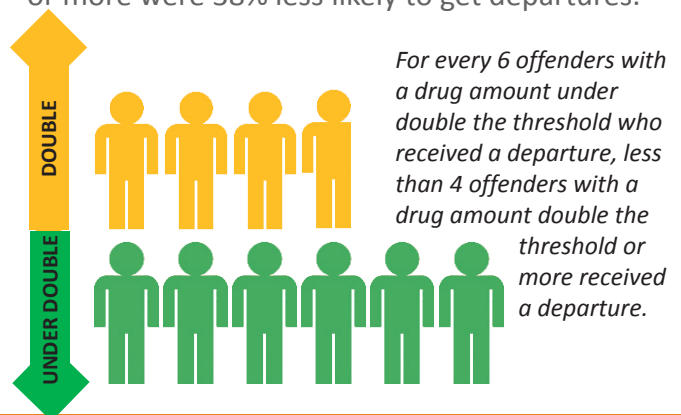 or more were 38% less likely to get departures.
DOUBLE
For every 6 offenders with
a drug amount under
double the threshold who
received a departure, less
than 4 offenders with a
drug amount double the
threshold or
more received
a departure.
UNDER DOUBLE